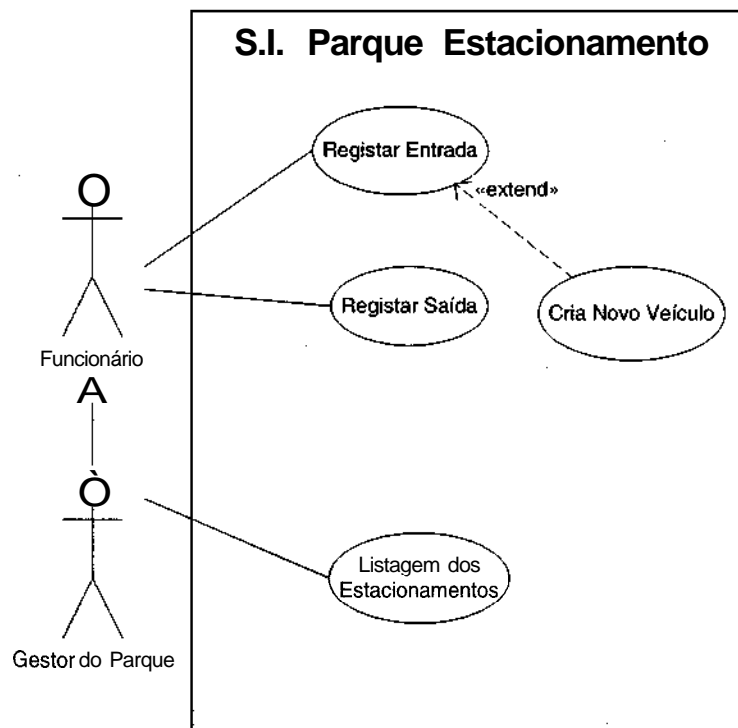 S.I. Parque Estacionamento
Registar Entrada
«extend»
Registar Saída
Cria Novo Veículo
Funcionário
Listagem dos
Estacionamentos
Gestor do Parque